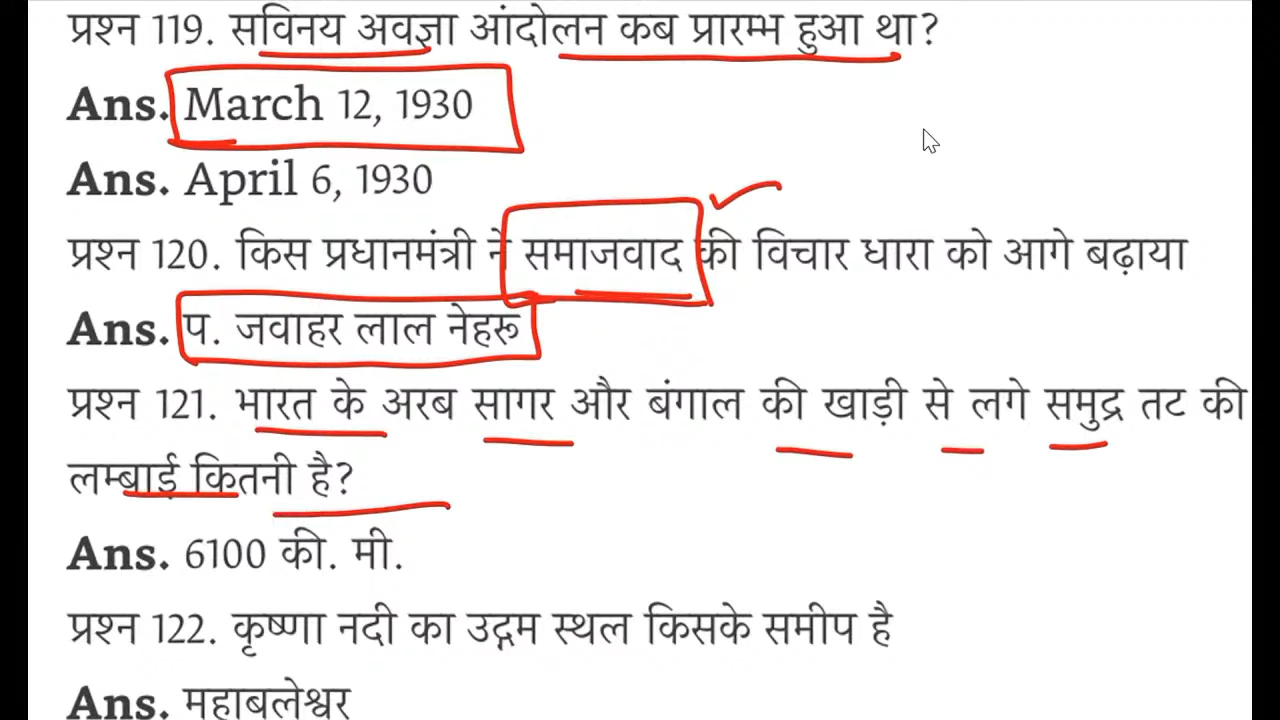 प्रश्न 119. सविनय अवज्ञा आंदोलन कब प्रारम्भ हुआ था?
Ans. March 12, 1930
Ans. April 6, 1930
प्रश्न 120. किस प्रधानमंत्री ने समाजवाद की विचार धारा को आगे बढ़ाया
Ans. प. जवाहर लाल नेहरू
प्रश्न 121. भारत के अरब सागर और बंगाल की खाड़ी से लगे समुद्र तट की
लम्बाई कितनी है?
Ans. 6100 की. मी.
प्रश्न 122. कृष्णा नदी का उद्गम स्थल किसके समीप है
Ans. महाबलेश्वर